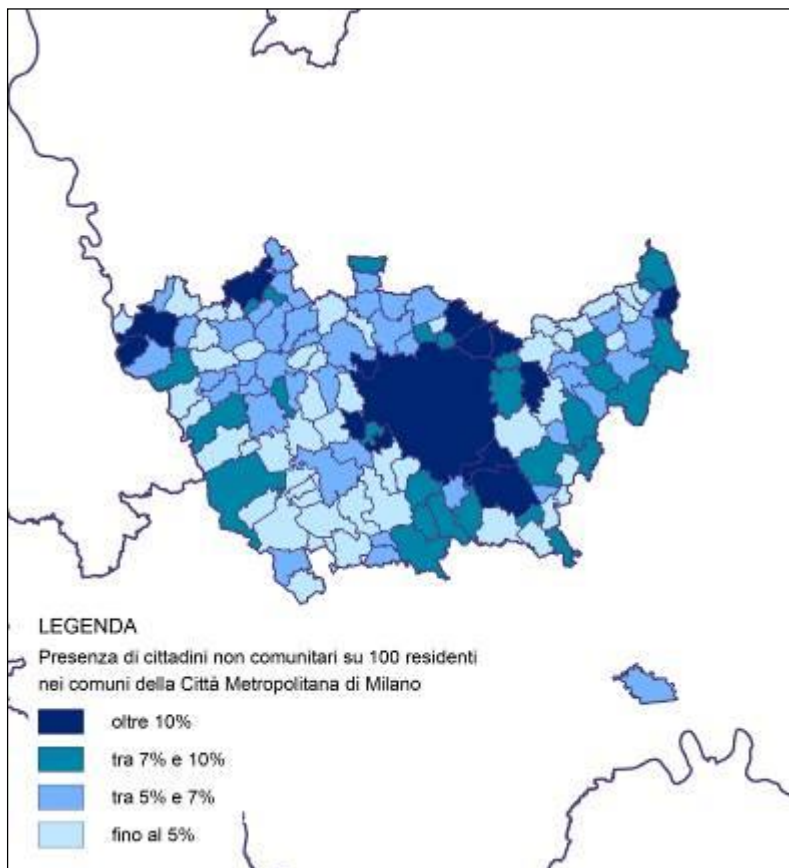 LEGENDA
Presenza di cittadini non comunitari su 100 residenti
nei comuni della Città Metropolitana di Milano
oltre 10%
tra 7% e 10%
tra 5% e 7%
fino al 5%